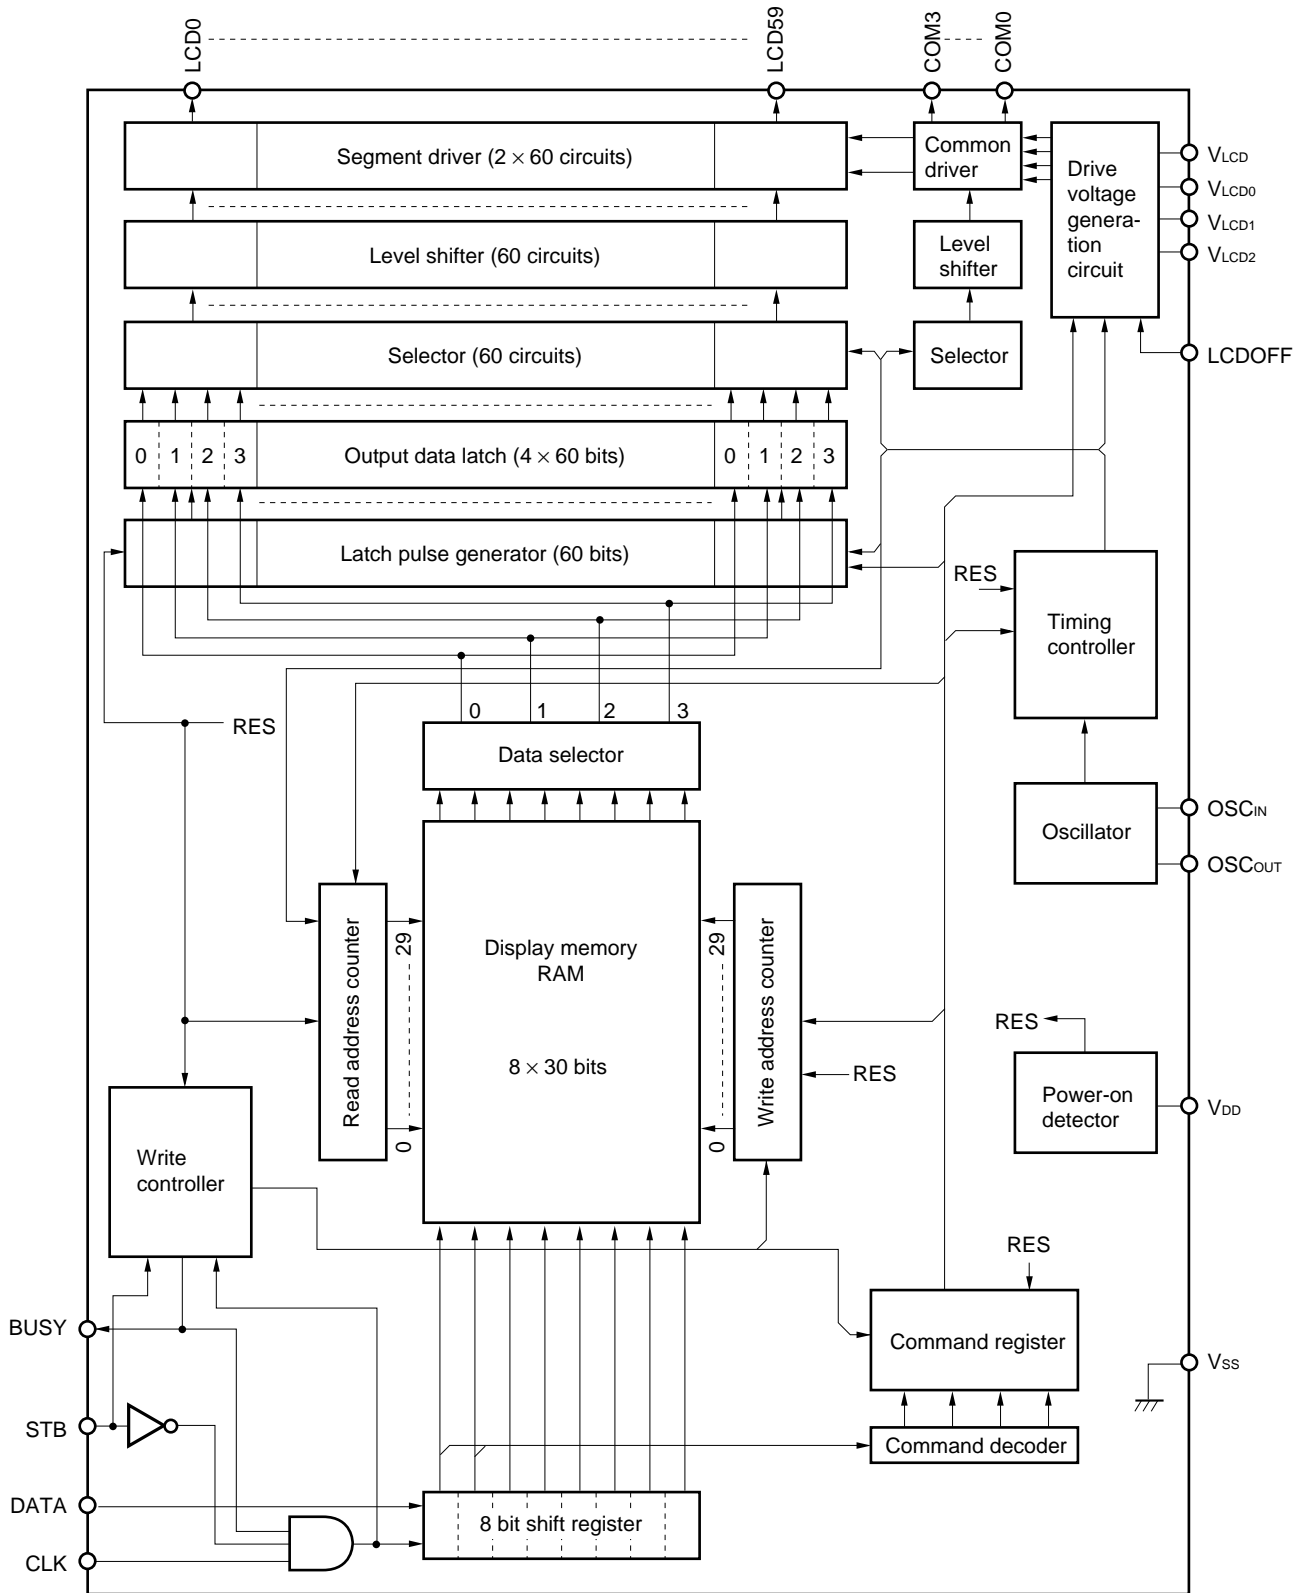 LCD0
LCD59
COM3
COM0
Segment driver (2 × 60 circuits)
Common
driver
Drive
voltage
genera-
tion
circuit
VLCD
VLCD0
VLCD1
VLCD2
Level shifter (60 circuits)
Level
shifter
Selector (60 circuits)
Selector
LCDOFF
0 1 2 3
Output data latch (4 × 60 bits)
0 1 2 3
Latch pulse generator (60 bits)
RES
Timing
controller
RES
0 1 2 3
Data selector
Oscillator
OSCIN
OSCOUT
Read address counter
29
0
Display memory
RAM
8 × 30 bits
29
0
Write address counter
RES
RES
Power-on
detector
VDD
Write
controller
RES
BUSY
Command register
VSS
STB
Command decoder
DATA
8 bit shift register
CLK